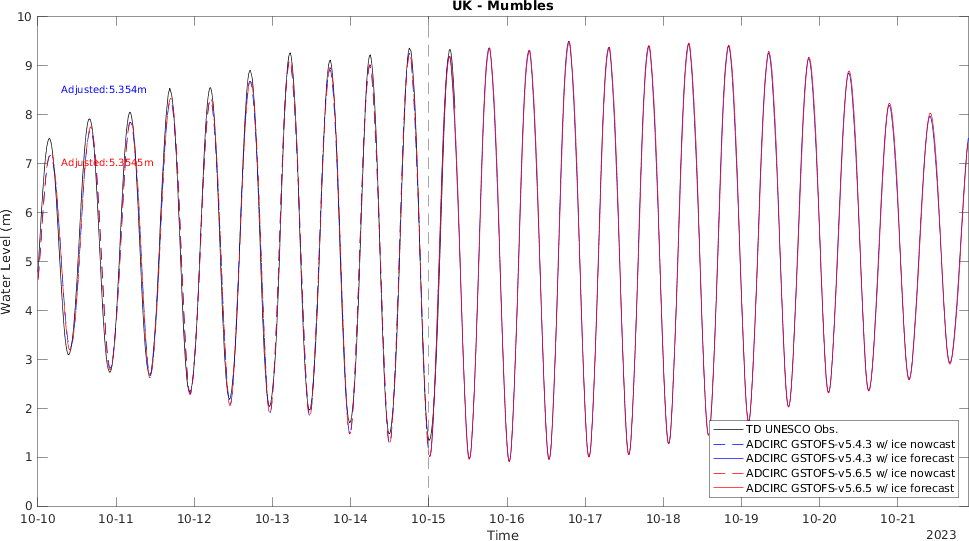 UK - Mumbles
10
9
8
7
6
5
4
3
2
1
0
Water Level (m)
Adjusted:5.354m
Adjusted:5.3545m
TD UNESCO Obs.
ADCIRC GSTOFS-v5.4.3 w/ ice nowcast
ADCIRC GSTOFS-v5.4.3 w/ ice forecast
ADCIRC GSTOFS-v5.6.5 w/ ice nowcast
ADCIRC GSTOFS-v5.6.5 w/ ice forecast
10-10 10-11 10-12 10-13 10-14 10-15 10-16 10-17 10-18 10-19 10-20 10-21
Time
2023